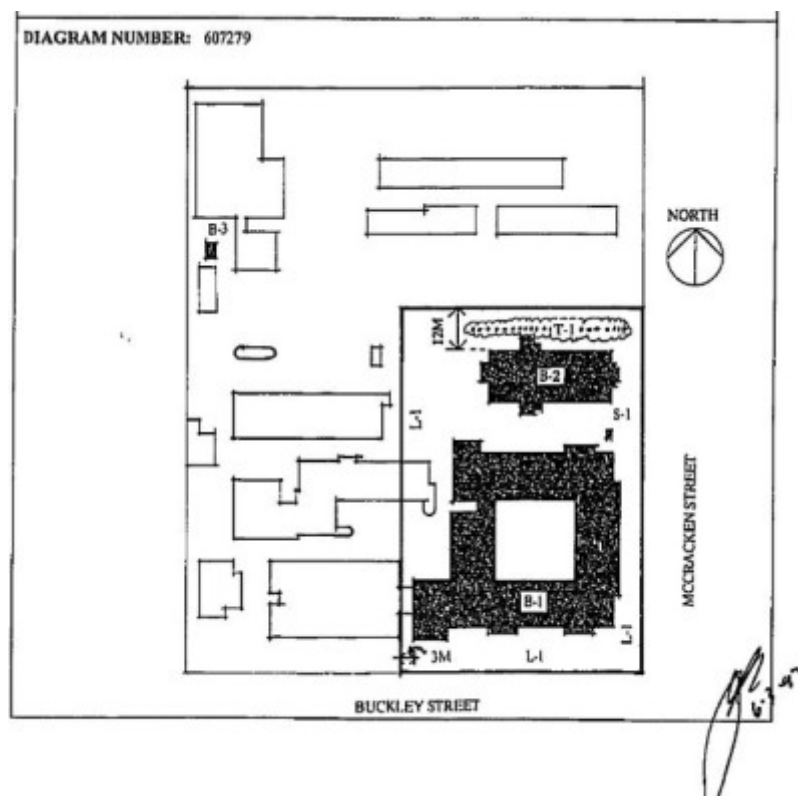 DIAGRAM NUMBER: 607279
B-3
NORTH
12M
T-1
B-2
L-1
S-1
MCCRACKEN STREET
B-1
L-1
3M
L-1
BUCKLEY STREET